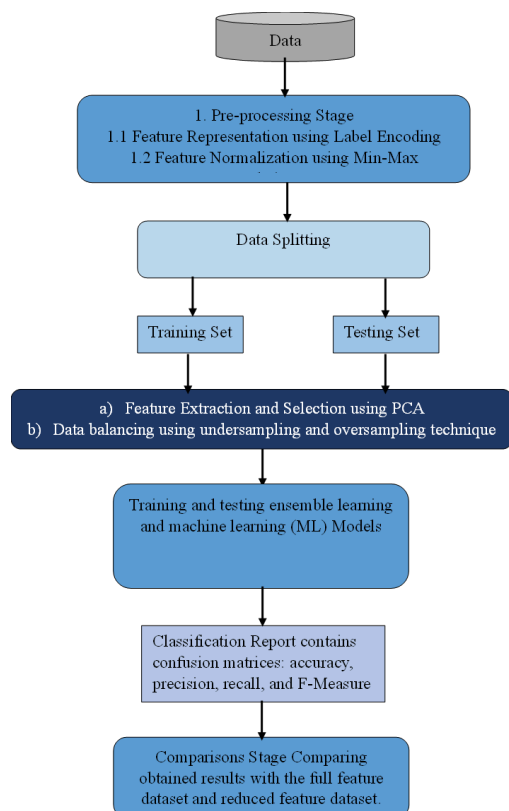 Data
1. Pre-processing Stage
1.1 Feature Representation using Label Encoding
1.2 Feature Normalization using Min-Max
Data Splitting
Training Set
Testing Set
a) Feature Extraction and Selection using PCA
b) Data balancing using undersampling and oversampling technique
Training and testing ensemble learning
and machine learning (ML) Models
Classification Report contains
confusion matrices: accuracy,
precision, recall, and F-Measure
Comparisons Stage Comparing
obtained results with the full feature
dataset and reduced feature dataset.